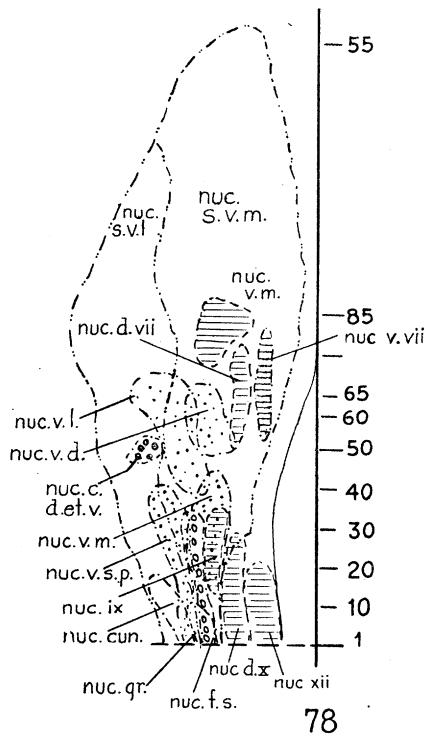 55
nuc.
s.v.l
nuc.
s.v.m.
nuc.
v.m.
85
nuc.d.vii
nuc v.vii
65
nuc.v.l.
60
nuc.v.d.
50
nuc.c.
d.et.v.
40
nuc.v.m.
30
nuc.v.s.p.
20
nuc. ix
10
nuc. cun.
1
nuc d.x
nuc xii
nuc.gr.
nuc.f.s.
78